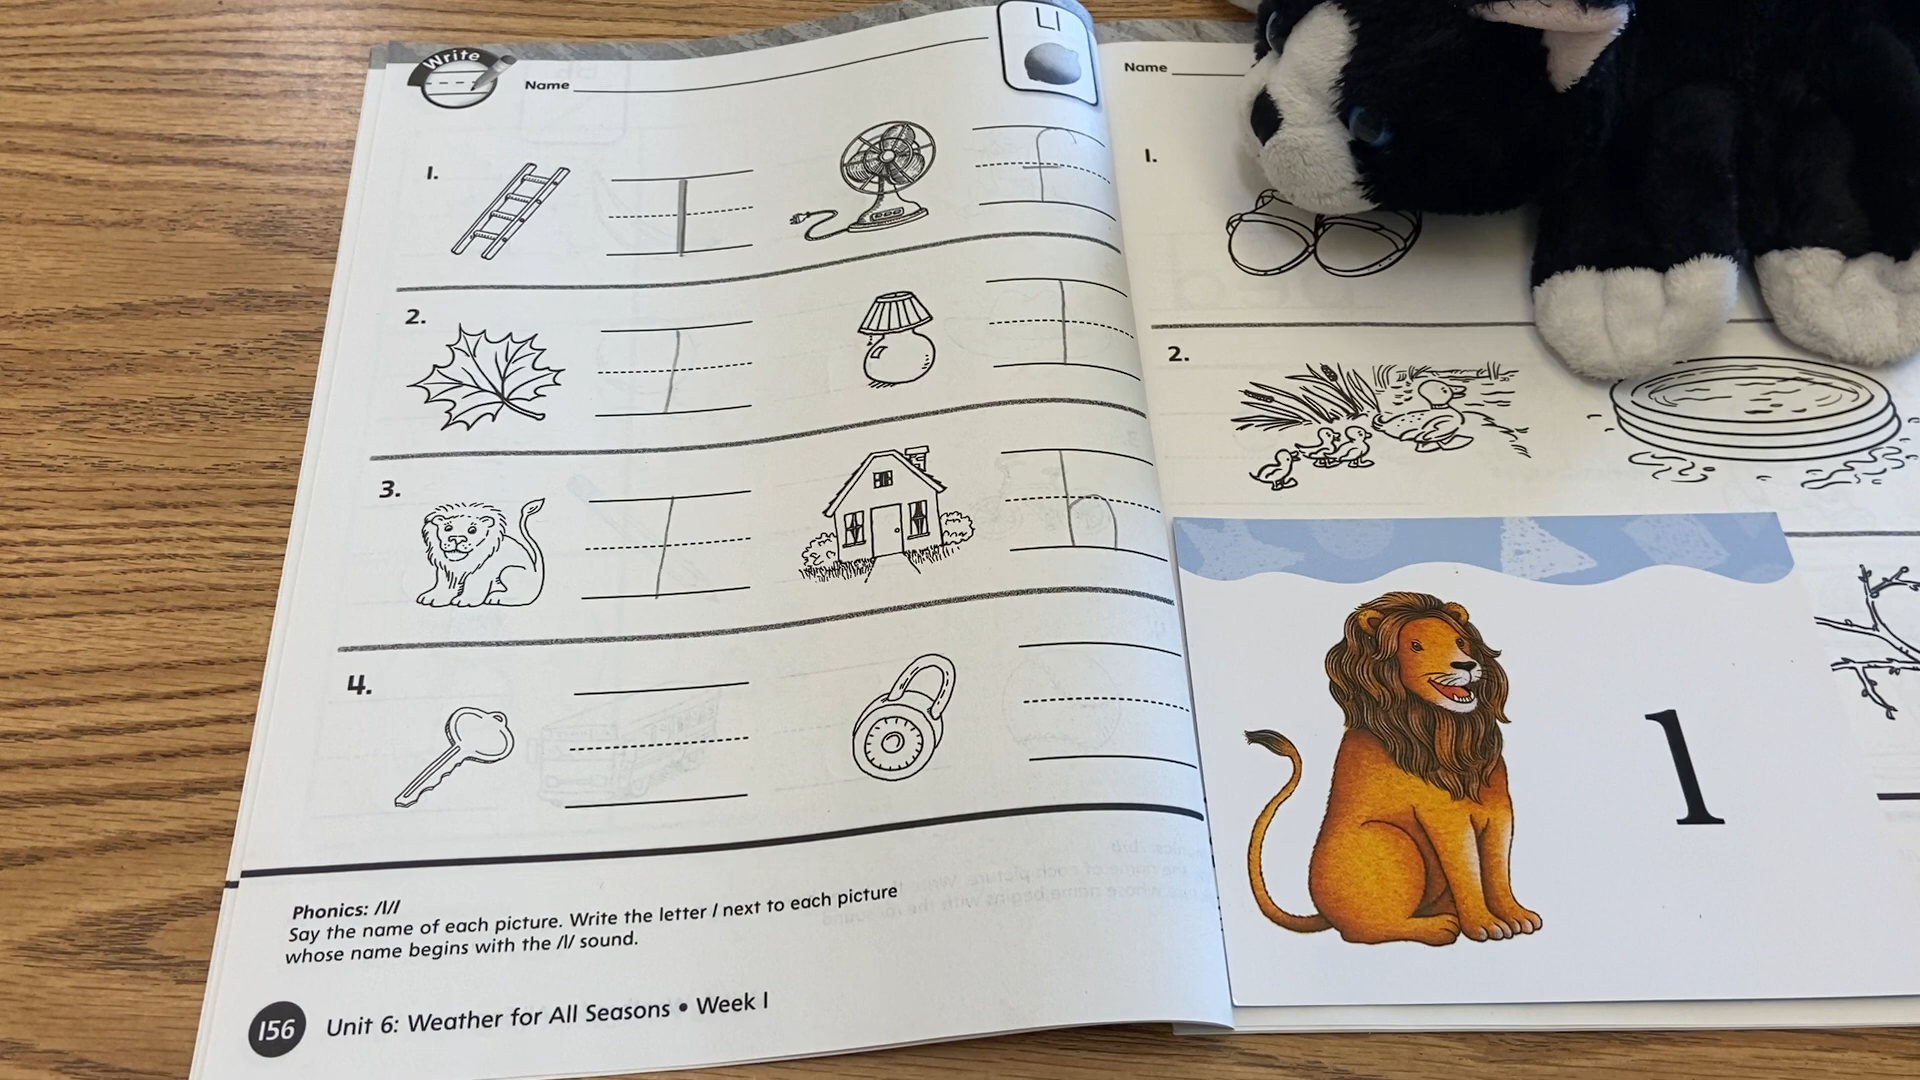 Write
Name
Ll
1.
l
f
2.
l
l
3.
l
h
4.
Phonics: /l/l
Say the name of each picture. Write the letter l next to each picture
whose name begins with the /l/ sound.
156
Unit 6: Weather for All Seasons • Week 1
Name
1.
2.
l